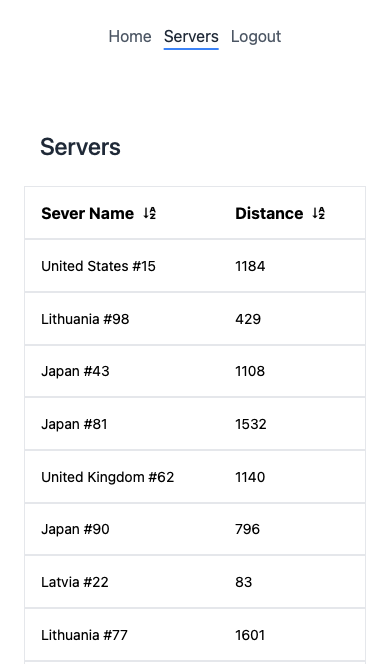 Home Servers Logout
Servers
Sever Name Distance
United States #15 1184
Lithuania #98 429
Japan #43 1108
Japan #81 1532
United Kingdom #62 1140
Japan #90 796
Latvia #22 83
Lithuania #77 1601